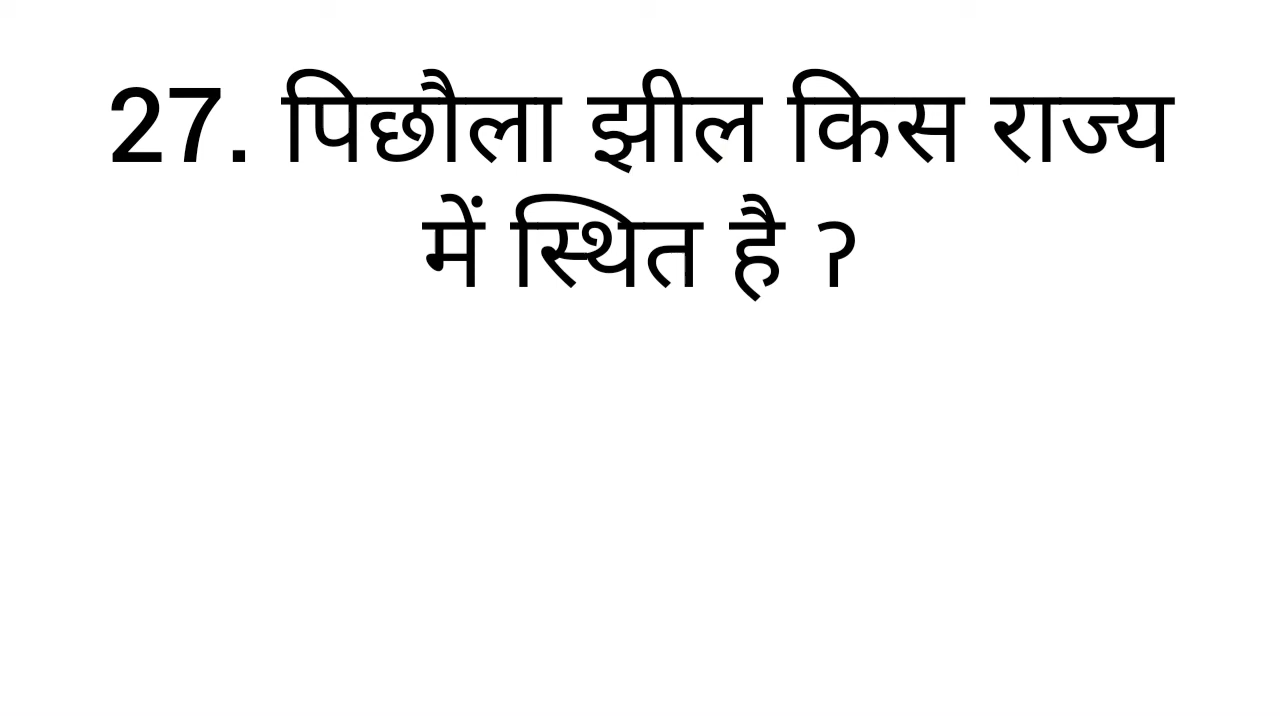 27. पिछौला झील किस राज्य
में स्थित है ?